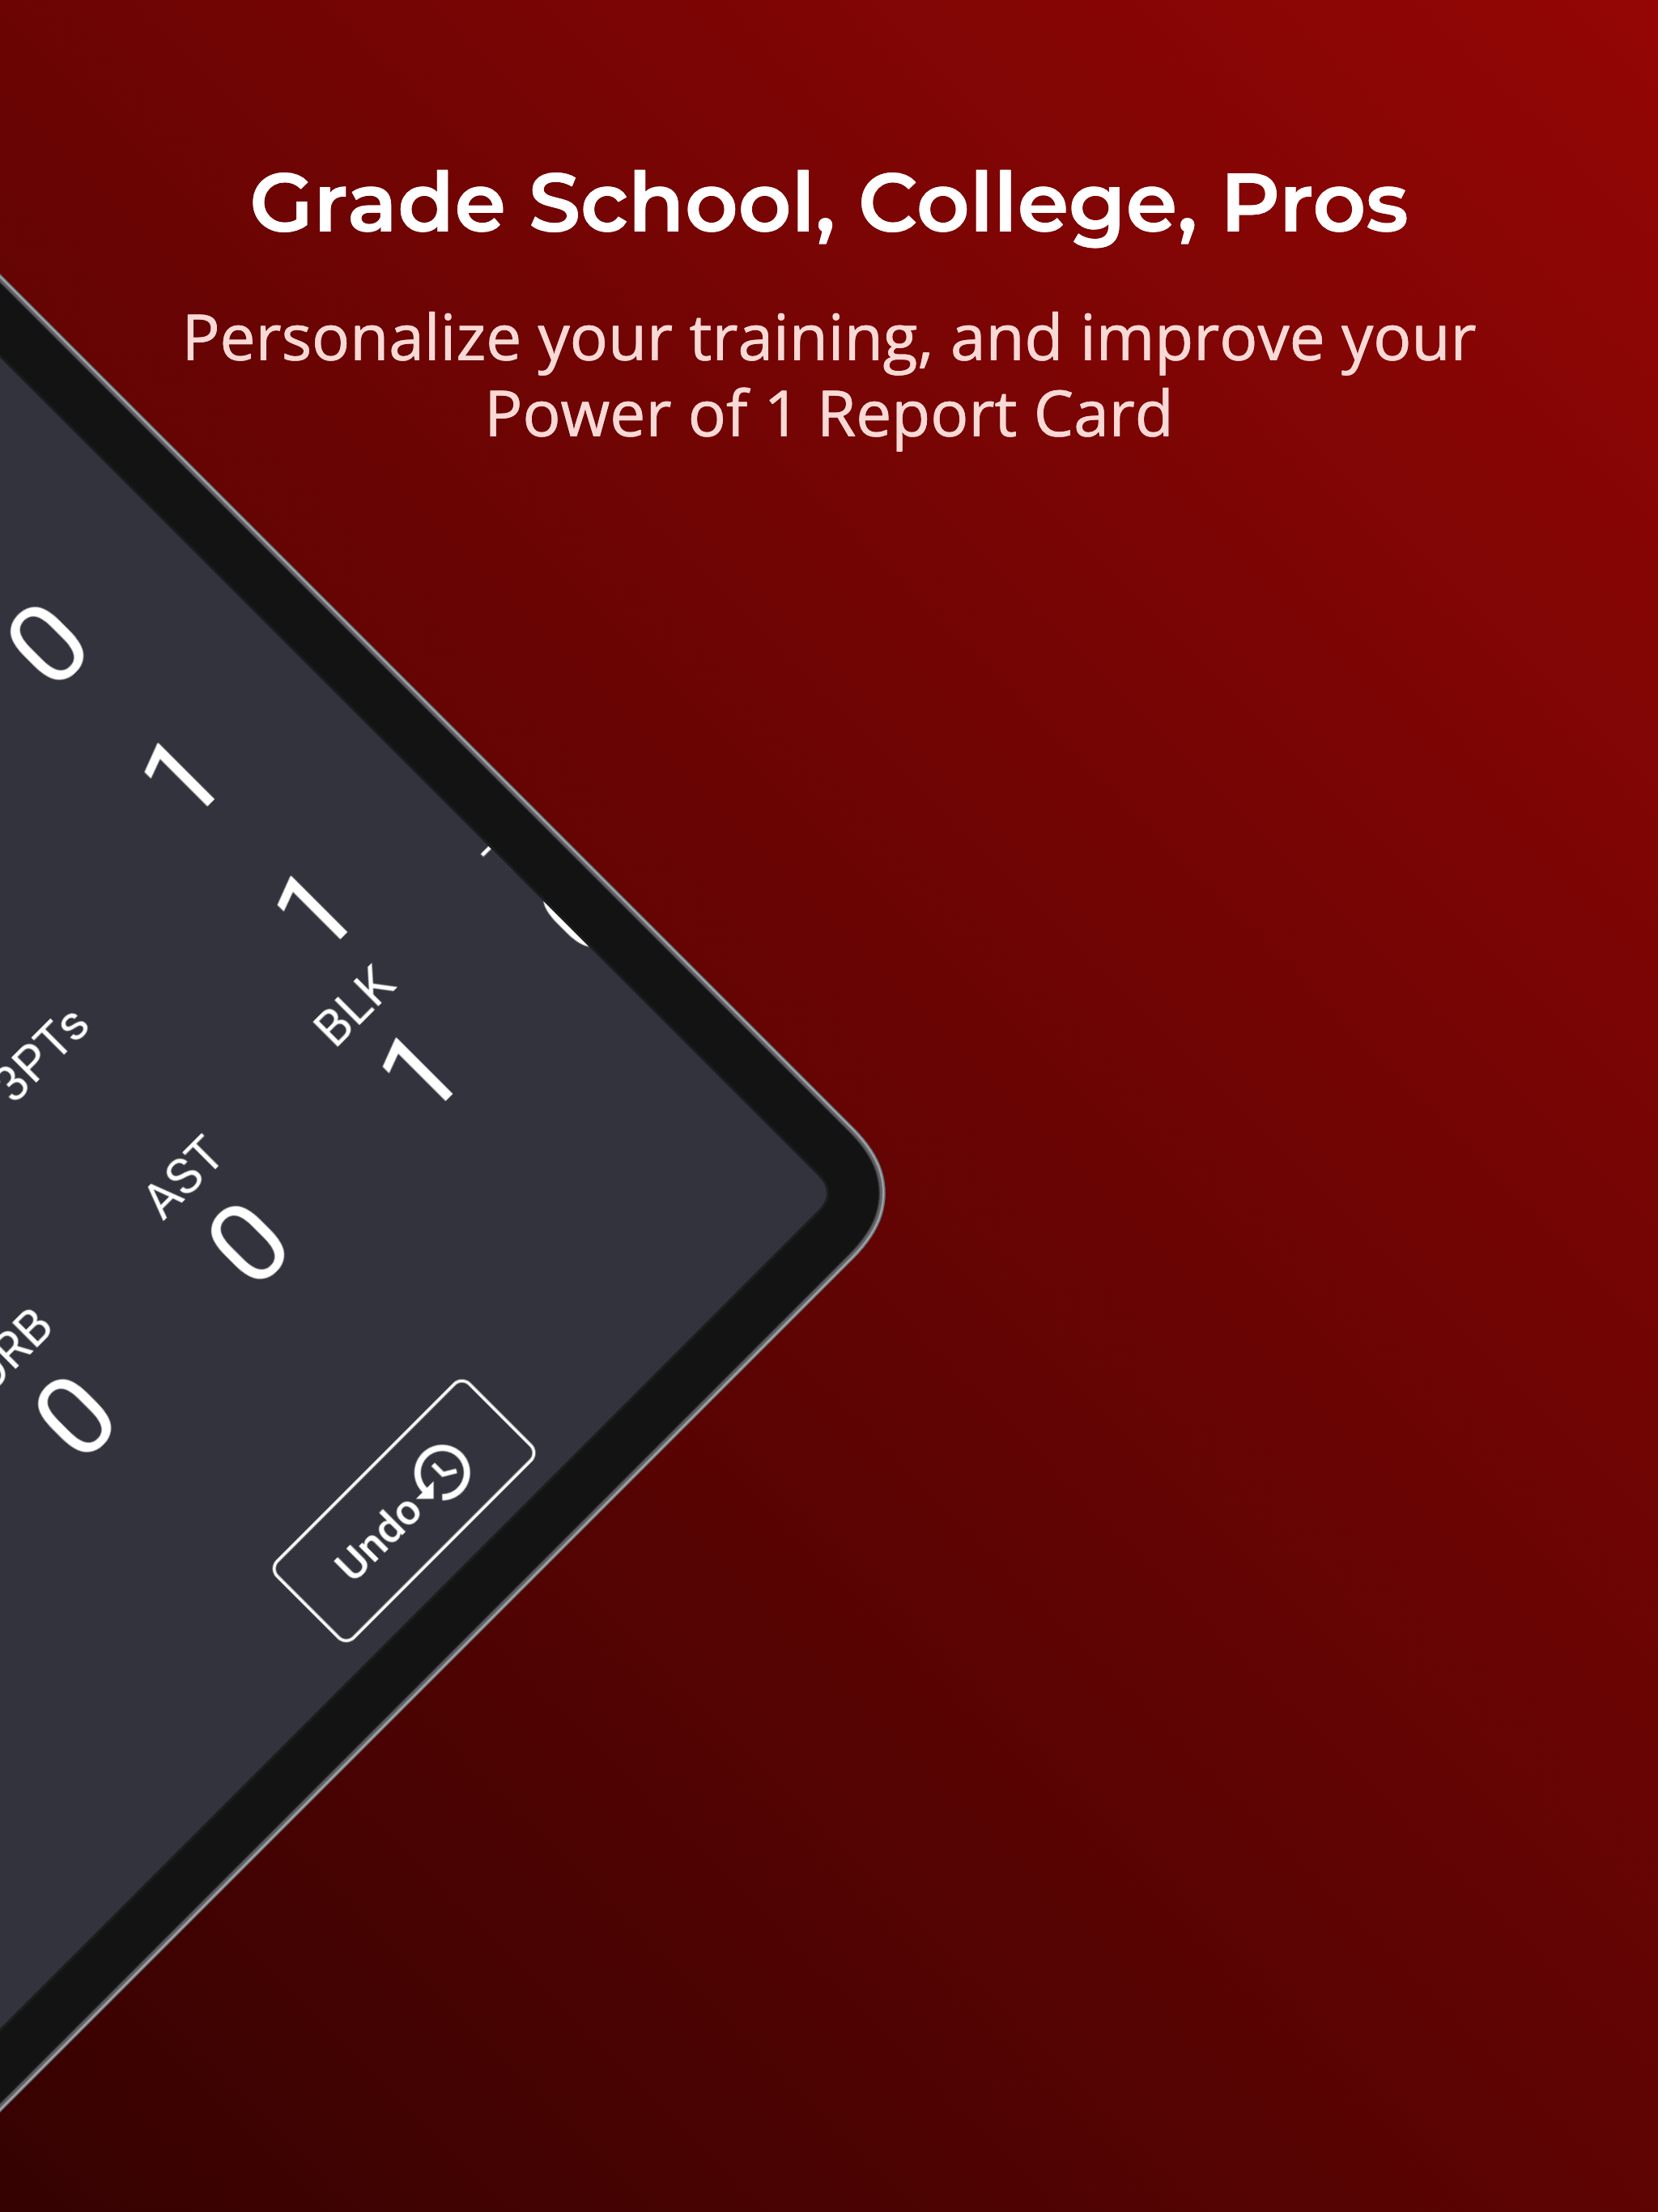 Grade School, College, Pros
Personalize your training, and improve your
Power of 1 Report Card
0
1
1
BLK
1
3PTs
AST
0
0
Undo